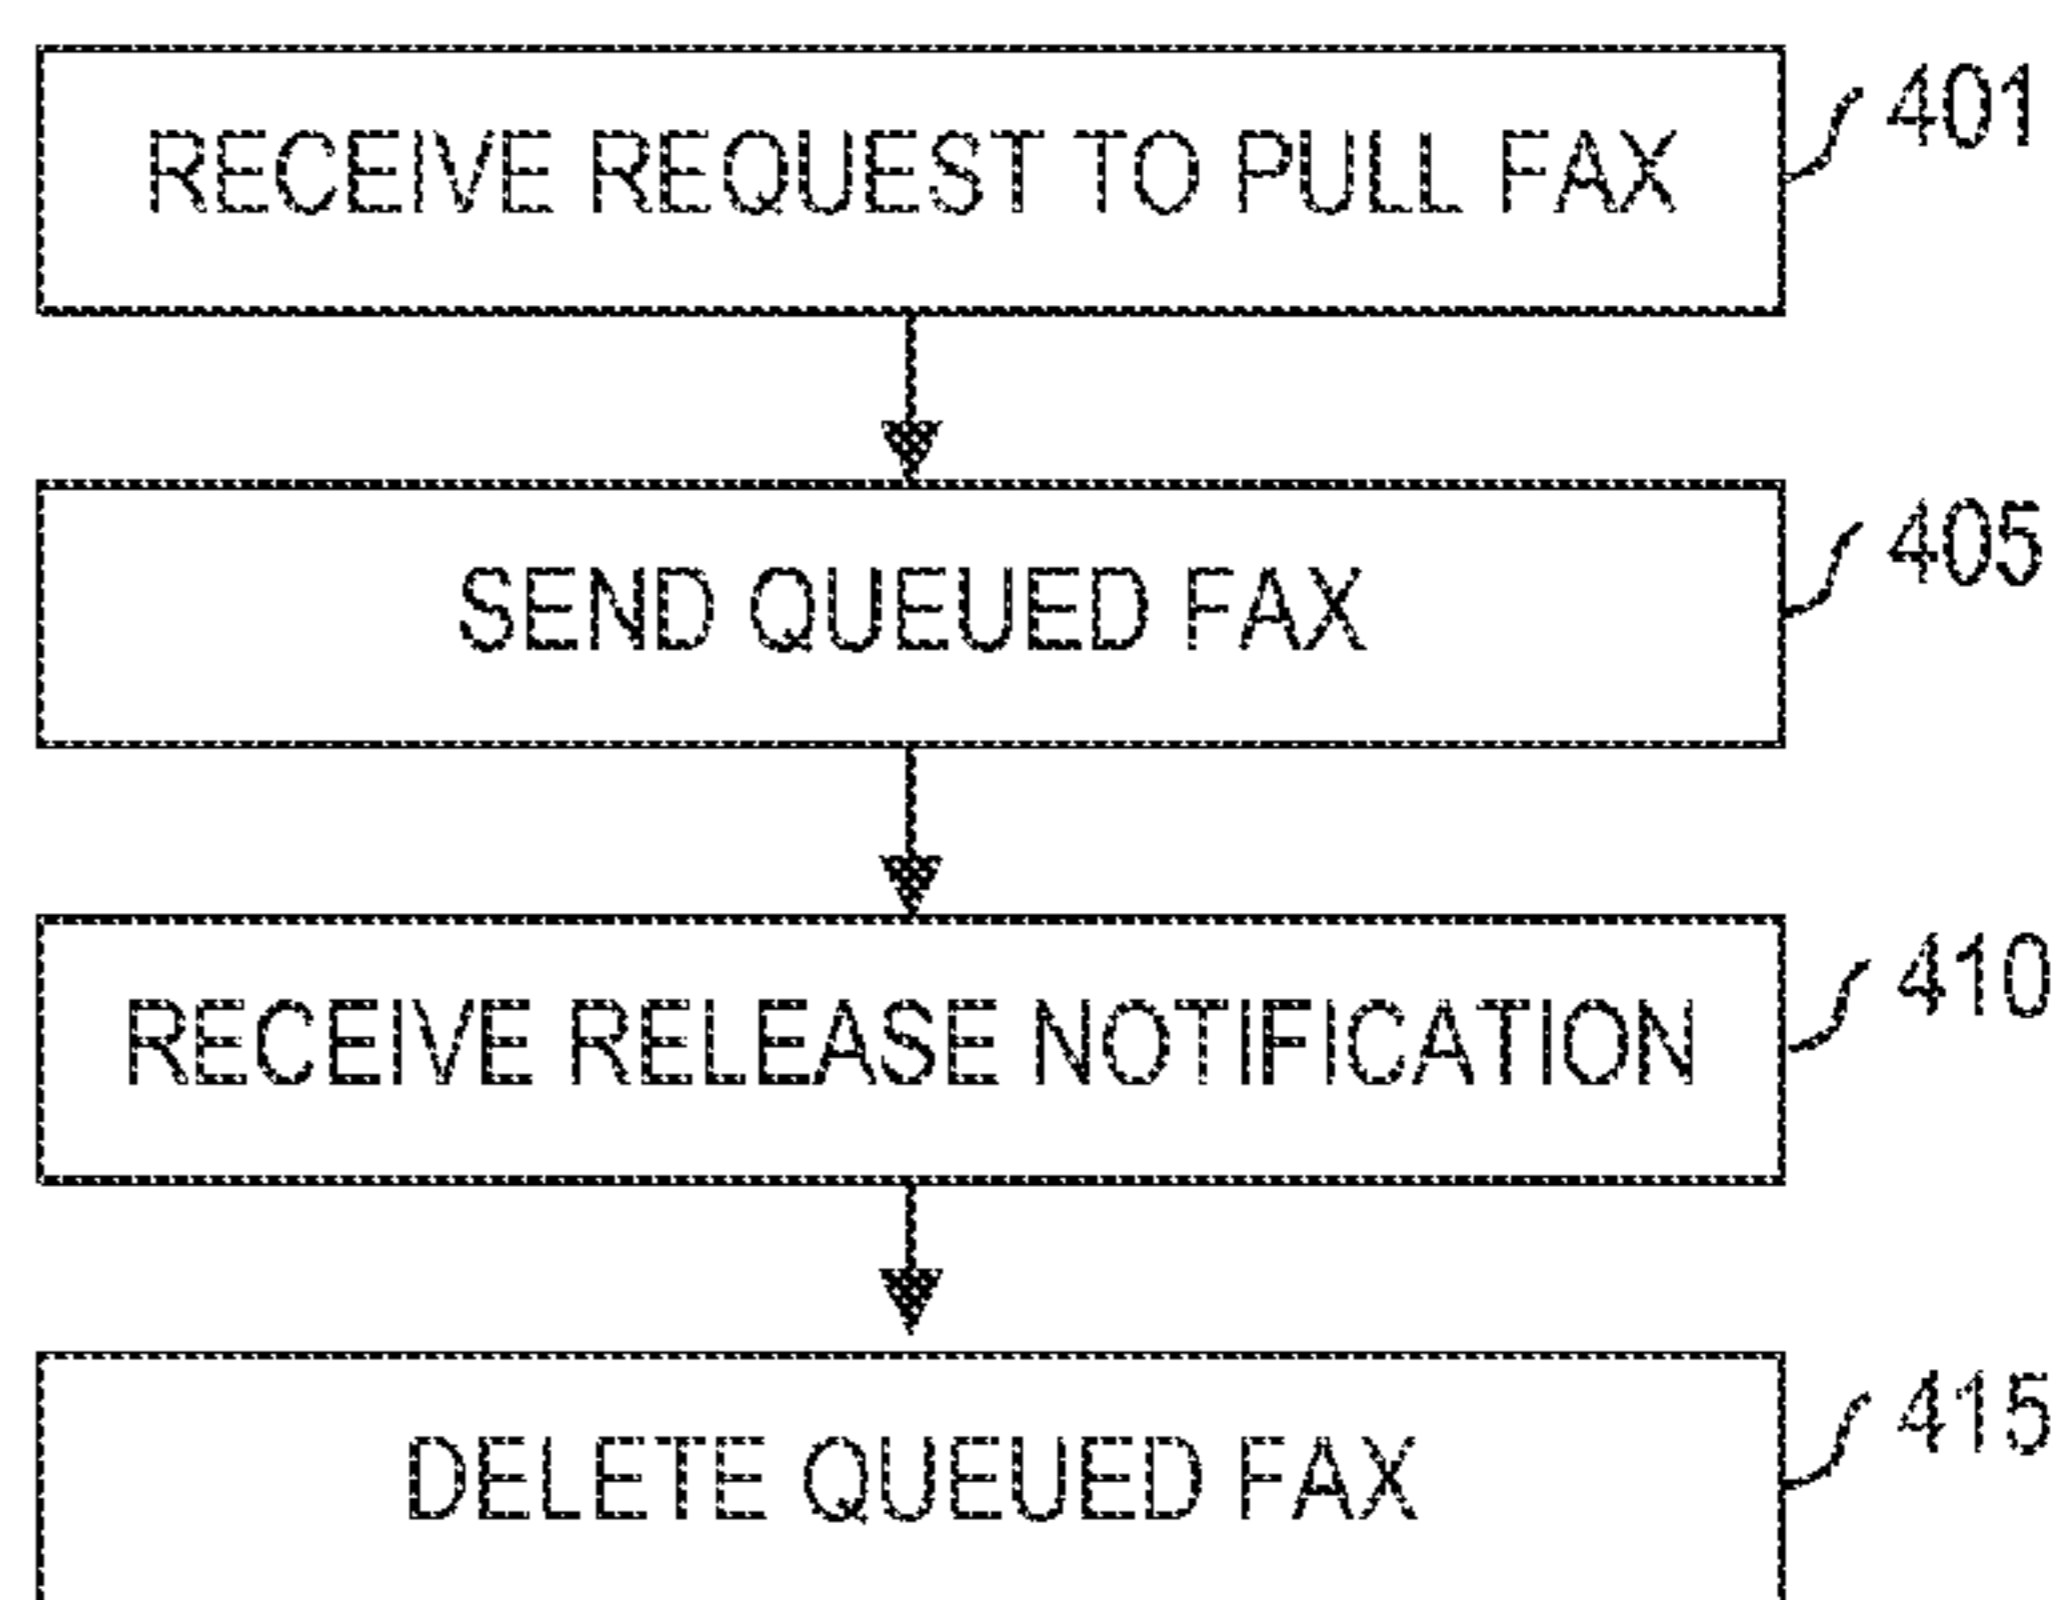 RECEIVE REQUEST TO PULL FAX
401
SEND QUEUED FAX
405
RECEIVE RELEASE NOTIFICATION
410
DELETE QUEUED FAX
415